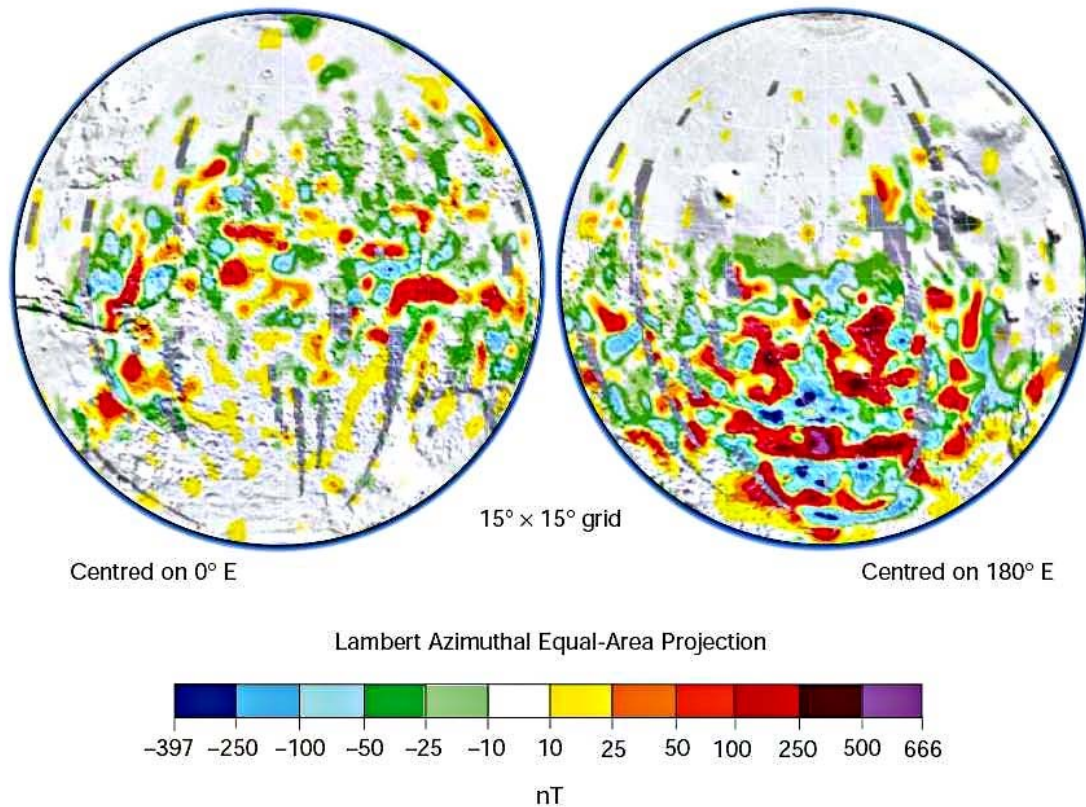 15° × 15° grid
Centred on 0° E
Centred on 180° E
Lambert Azimuthal Equal-Area Projection
–397 –250 –100 –50 –25 –10 10 25 50 100 250 500 666
nT